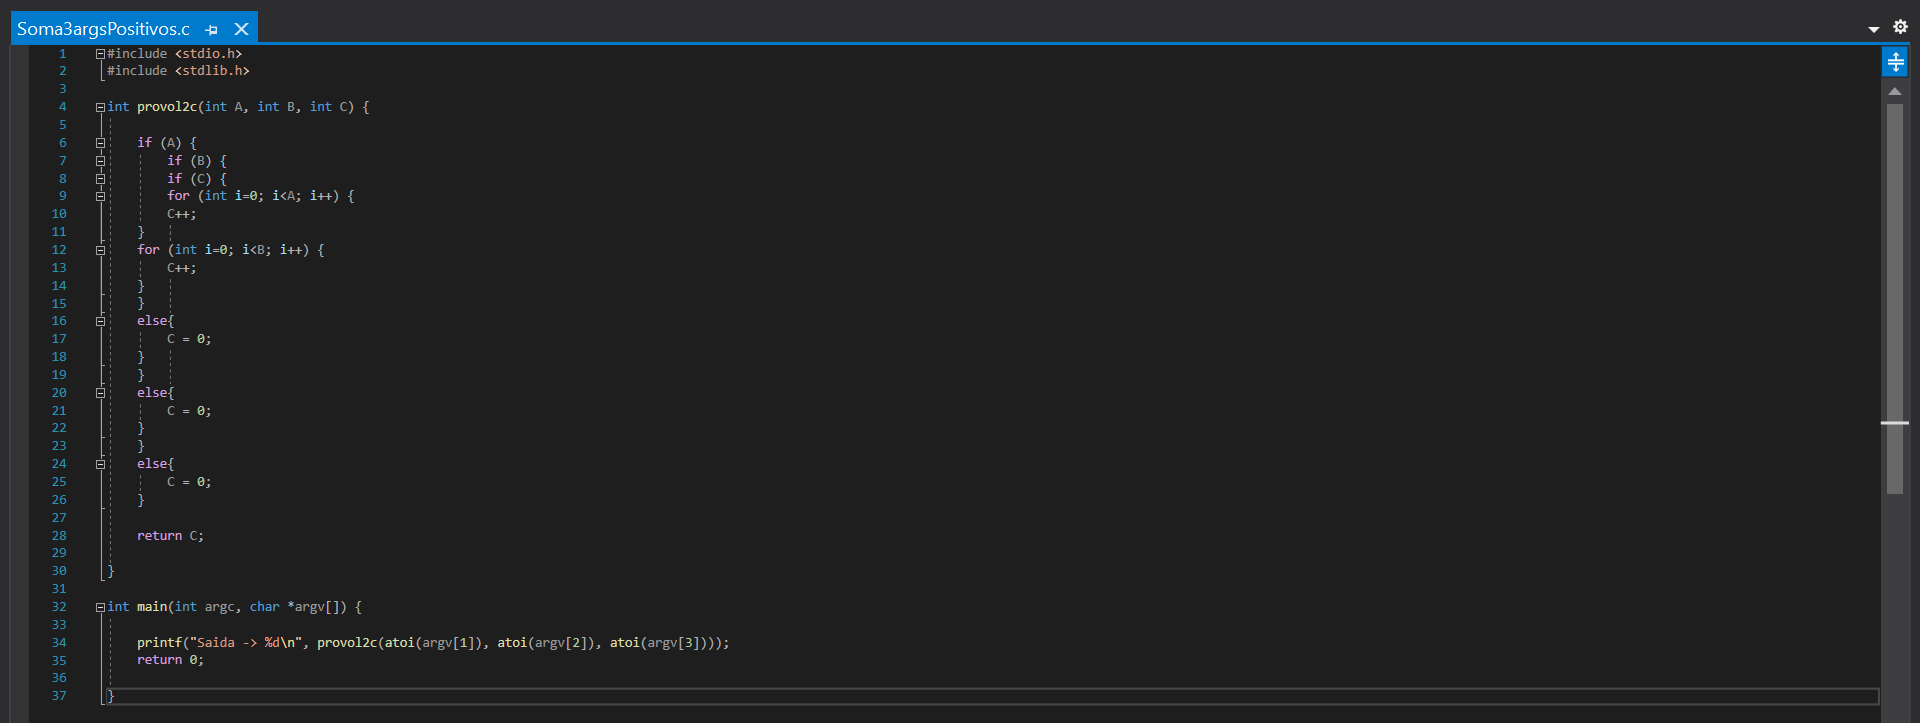 Soma3argsPositivos.c
1 #include <stdio.h>
2 #include <stdlib.h>
3
4 int provol2c(int A, int B, int C) {
5
6 if (A) {
7 if (B) {
8 if (C) {
9 for (int i=0; i<A; i++) {
10 C++;
11 }
12 for (int i=0; i<B; i++) {
13 C++;
14 }
15 }
16 else{
17 C = 0;
18 }
19 }
20 else{
21 C = 0;
22 }
23 }
24 else{
25 C = 0;
26 }
27
28 return C;
29
30 }
31
32 int main(int argc, char *argv[]) {
33
34 printf("Saida -> %d\n", provol2c(atoi(argv[1]), atoi(argv[2]), atoi(argv[3])));
35 return 0;
36
37 }